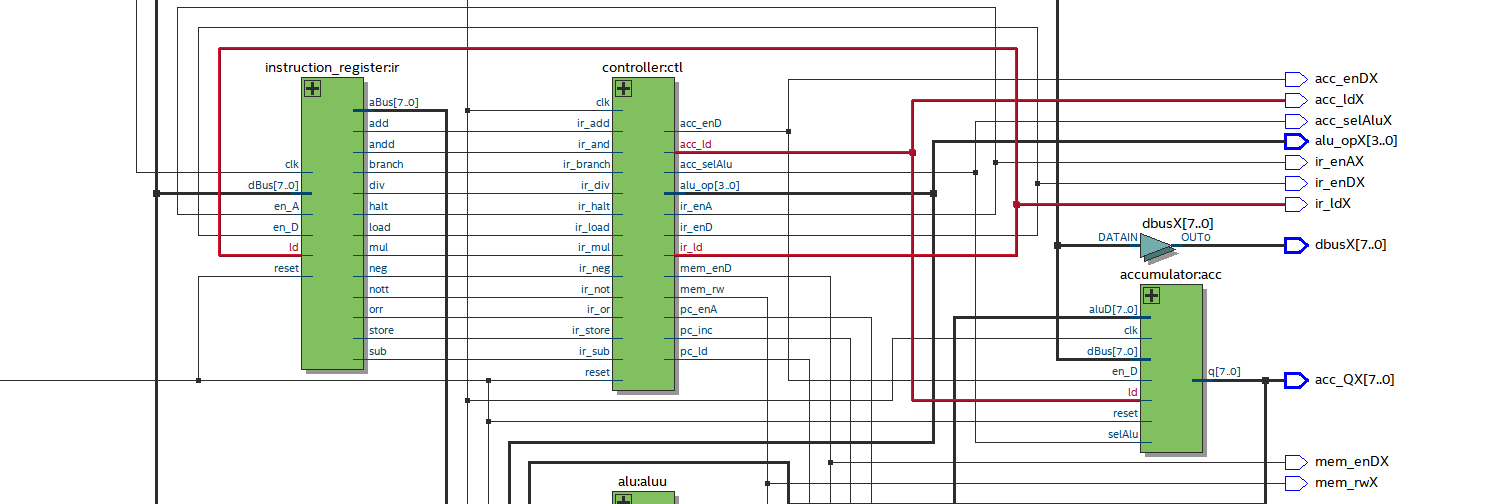 instruction_register:ir
aBus[7..0]
add
andd
clk
branch
dBus[7..0]
div
en_A
halt
en_D
load
ld
mul
reset
neg
nott
orr
store
sub
controller:ctl
clk
ir_add
acc_enD
ir_and
acc_ld
ir_branch
acc_selAlu
ir_div
alu_op[3..0]
ir_halt
ir_enA
ir_load
ir_enD
ir_mul
ir_ld
ir_neg
mem_enD
ir_not
mem_rw
ir_or
pc_enA
ir_store
pc_inc
ir_sub
pc_ld
reset
alu:aluu
acc_enDX
acc_ldX
acc_selAluX
alu_opX[3..0]
ir_enAX
ir_enDX
ir_ldX
dbusX[7..0]
DATAIN
OUT0
dbusX[7..0]
accumulator:acc
aluD[7..0]
clk
dBus[7..0]
en_D
q[7..0]
acc_QX[7..0]
ld
reset
selAlu
mem_enDX
mem_rwX